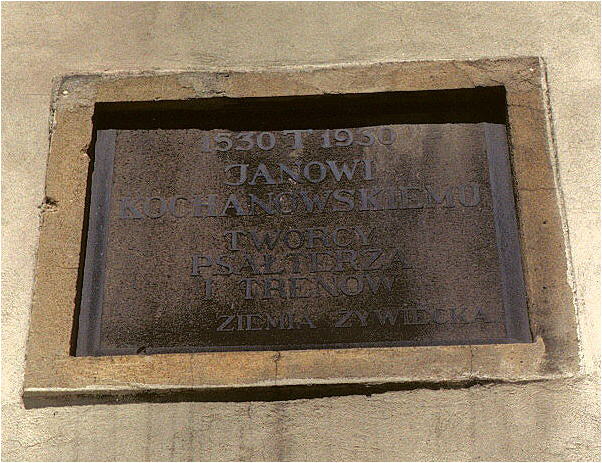 1530 † 1930
JANOWI
KOCHANOWSKIEMU
TWÓRCY
PSAŁTERZA
I TRENÓW
ZIEMIA ŻYWIECKA